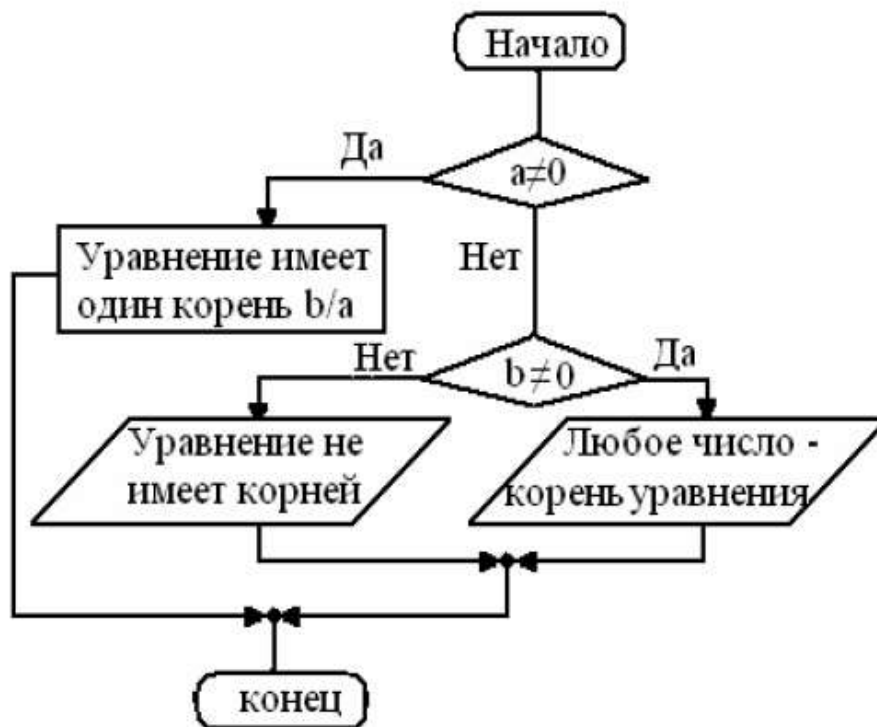 Начало
Да
a≠0
Уравнение имеет
один корень b/a
Нет
Нет
b≠0
Да
Уравнение не
имеет корней
Любое число -
корень уравнения
конец